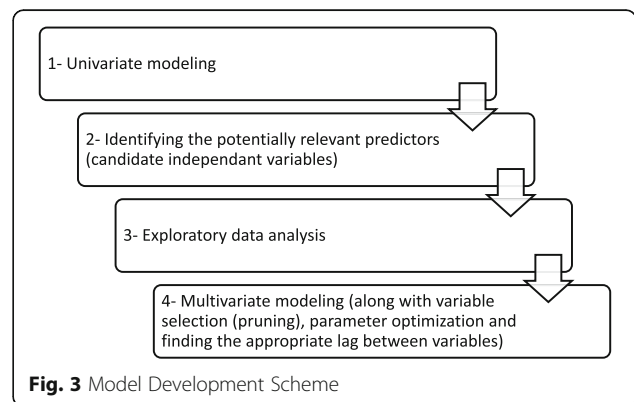 1- Univariate modeling
2- Identifying the potentially relevant predictors
(candidate independant variables)
3- Exploratory data analysis
4- Multivariate modeling (along with variable
selection (pruning), parameter optimization and
finding the appropriate lag between variables)
Fig. 3 Model Development Scheme